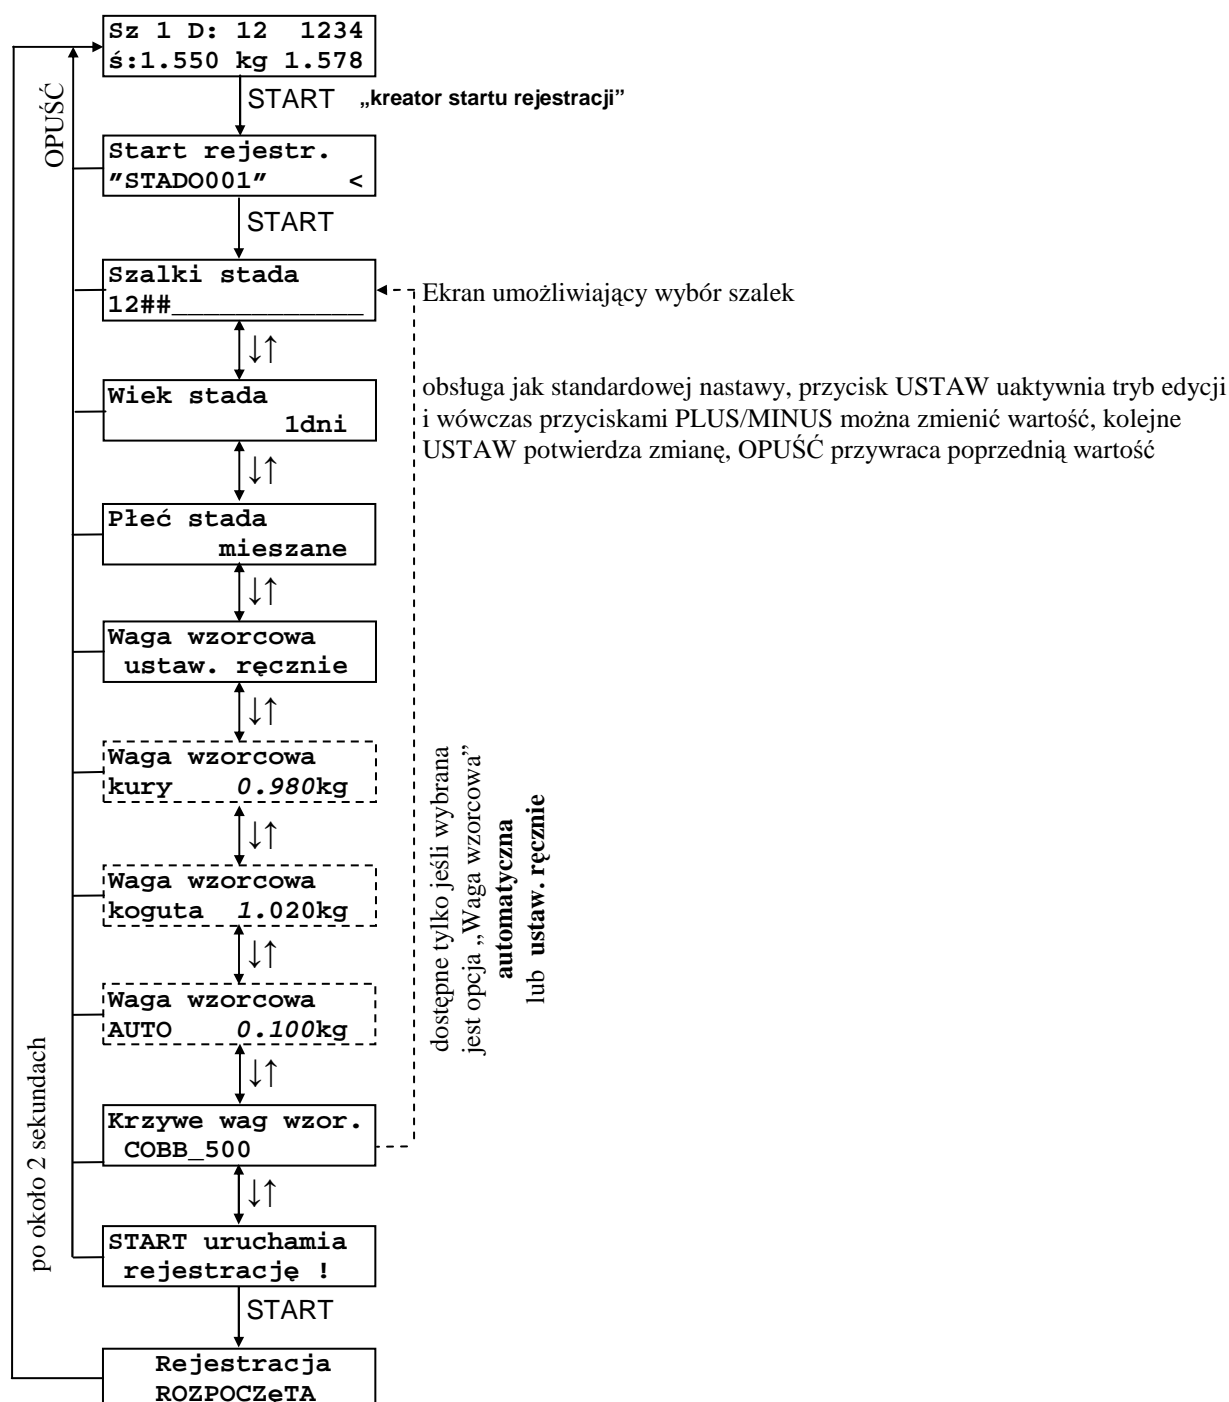 Sz 1 D: 12 1234
ś:1.550 kg 1.578
START „kreator startu rejestracji”
OPUŚĆ
Start rejestr.
”STADO001” <
START
Szalki stada
12##____________
Ekran umożliwiający wybór szalek
↓↑
Wiek stada
1dni
obsługa jak standardowej nastawy, przycisk USTAW uaktywnia tryb edycji
i wówczas przyciskami PLUS/MINUS można zmienić wartość, kolejne
USTAW potwierdza zmianę, OPUŚĆ przywraca poprzednią wartość
↓↑
Płeć stada
mieszane
↓↑
Waga wzorcowa
ustaw. ręcznie
↓↑
Waga wzorcowa
kury 0.980kg
↓↑
Waga wzorcowa
koguta 1.020kg
↓↑
Waga wzorcowa
AUTO 0.100kg
dostępne tylko jeśli wybrana
jest opcja „Waga wzorcowa”
automatyczna
lub ustaw. ręcznie
↓↑
Krzywe wag wzor.
COBB_500
↓↑
START uruchamia
rejestrację !
po około 2 sekundach
START
Rejestracja
ROZPOCZęTA